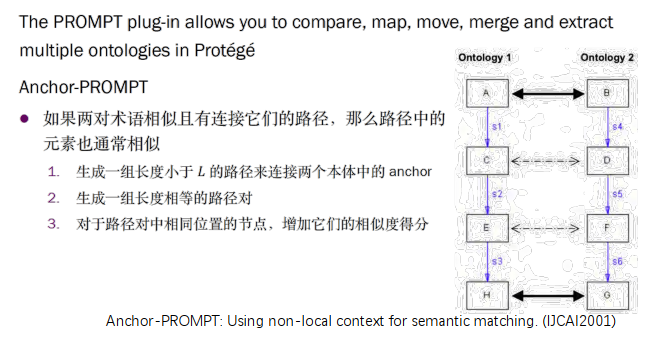 The PROMPT plug-in allows you to compare, map, move, merge and extract
multiple ontologies in Protégé
Anchor-PROMPT
● 如果两对术语相似且有连接它们的路径，那么路径中的
元素也通常相似
1. 生成一组长度小于 L 的路径来连接两个本体中的 anchor
2. 生成一组长度相等的路径对
3. 对于路径对中相同位置的节点，增加它们的相似度得分
Ontology 1 Ontology 2
A B
s1 s4
C D
s2 s5
E F
s3 s6
H G
Anchor-PROMPT: Using non-local context for semantic matching. (IJCAI2001)